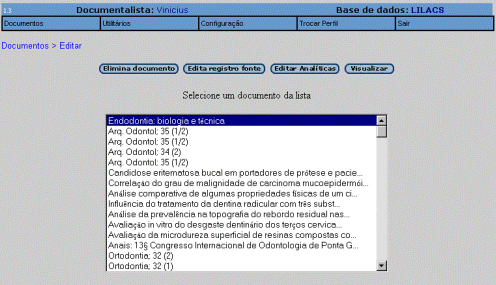 1.3 Documentalista: Vinicius Base de dados: LILACS
Documentos Utilitários Configuração Trocar Perfil Sair
Documentos > Editar
Elimina documento Edita registro fonte Editar Analíticas Visualizar
Selecione um documento da lista
Endodontia: biologia e técnica
Arq. Odontol; 35 (1/2)
Arq. Odontol; 35 (1/2)
Arq. Odontol; 34 (2)
Arq. Odontol; 35 (1/2)
Candidose eritematosa bucal em portadores de prótese e pacie...
Correlação do grau de malignidade de carcinoma mucoepidermói...
Análise comparativa de algumas propriedades físicas de um ci...
Influência do tratamento da dentina radicular com três subst...
Análise da prevalência na topografia do rebordo residual nas...
Avaliação in vitro do desgaste dentinário dos terços cervica...
Avaliação da microdureza superficial de resinas compostas co...
Anais: 13§ Congresso Internacional de Odontologia de Ponta G...
Ortodontia; 32 (2)
Ortodontia; 32 (1)